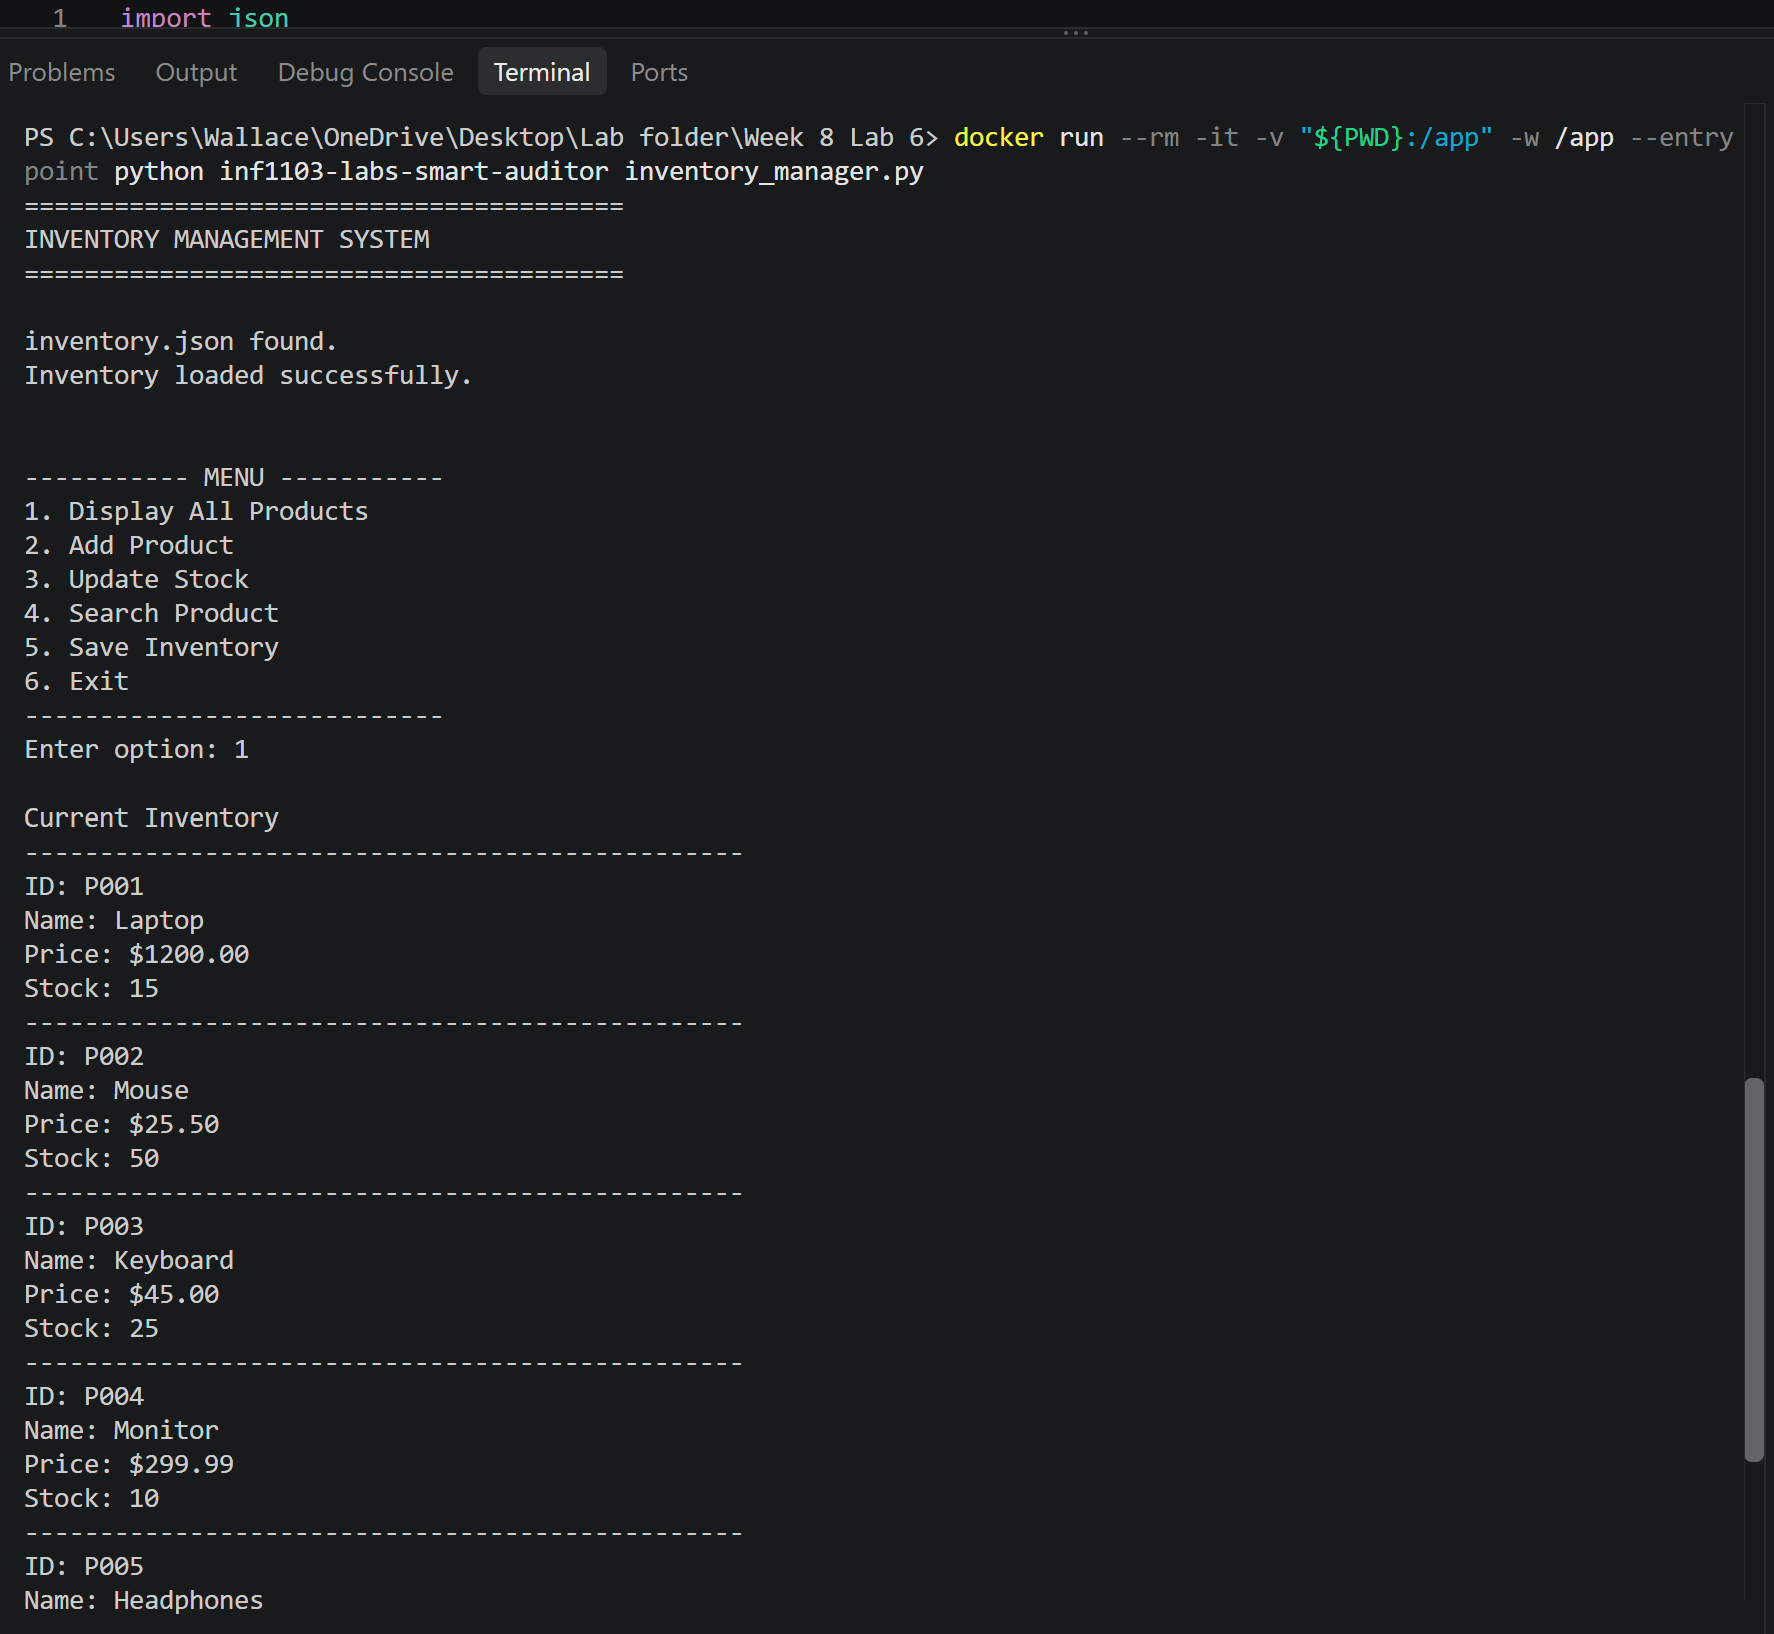 1 import json
Problems Output Debug Console Terminal Ports
PS C:\Users\Wallace\OneDrive\Desktop\Lab folder\Week 8 Lab 6> docker run --rm -it -v "${PWD}:/app" -w /app --entry
point python inf1103-labs-smart-auditor inventory_manager.py
========================================
INVENTORY MANAGEMENT SYSTEM
========================================
inventory.json found.
Inventory loaded successfully.
----------- MENU -----------
1. Display All Products
2. Add Product
3. Update Stock
4. Search Product
5. Save Inventory
6. Exit
----------------------------
Enter option: 1
Current Inventory
------------------------------------------------
ID: P001
Name: Laptop
Price: $1200.00
Stock: 15
------------------------------------------------
ID: P002
Name: Mouse
Price: $25.50
Stock: 50
------------------------------------------------
ID: P003
Name: Keyboard
Price: $45.00
Stock: 25
------------------------------------------------
ID: P004
Name: Monitor
Price: $299.99
Stock: 10
------------------------------------------------
ID: P005
Name: Headphones